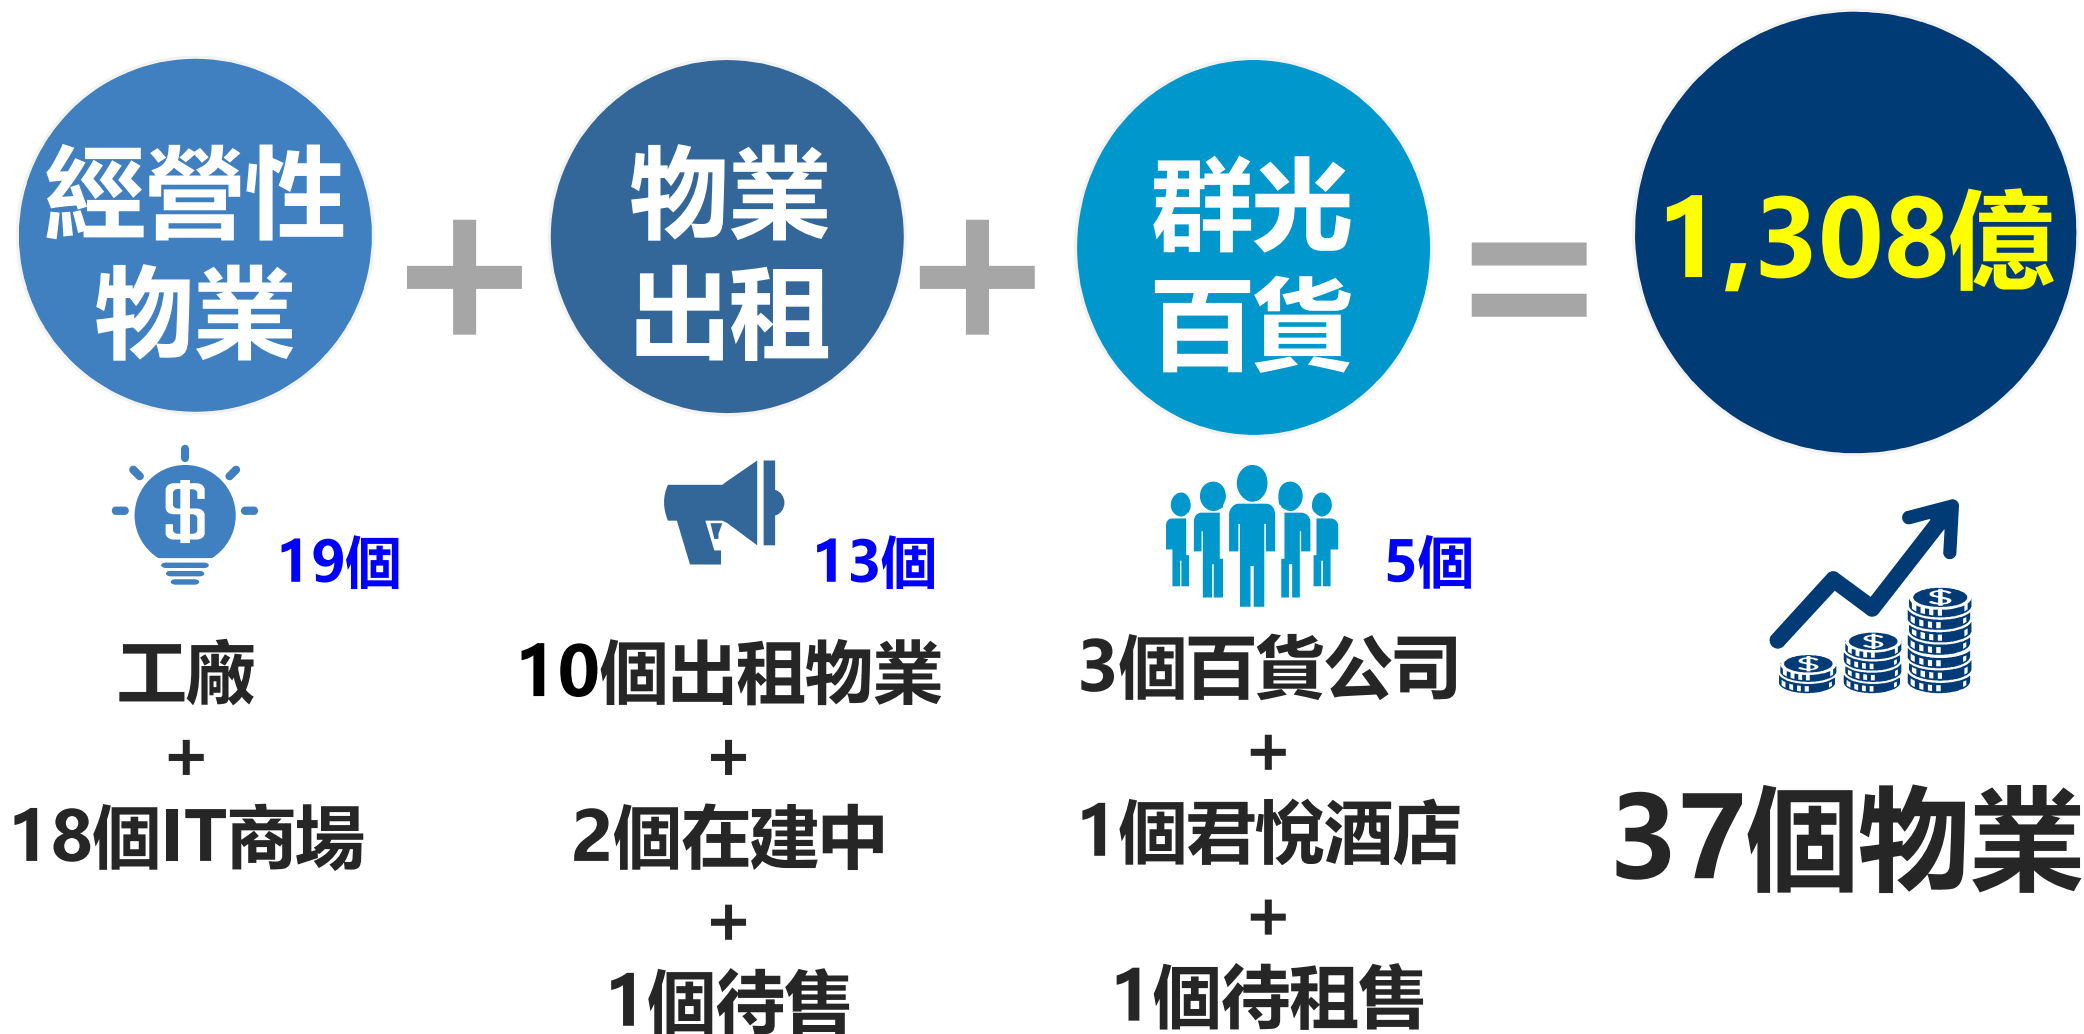 經營性
物業
+
物業
出租
+
群光
百貨
=
1,308億
19個
工廠
+
18個IT商場
13個
10個出租物業
+
2個在建中
+
1個待售
5個
3個百貨公司
+
1個君悅酒店
+
1個待租售
37個物業